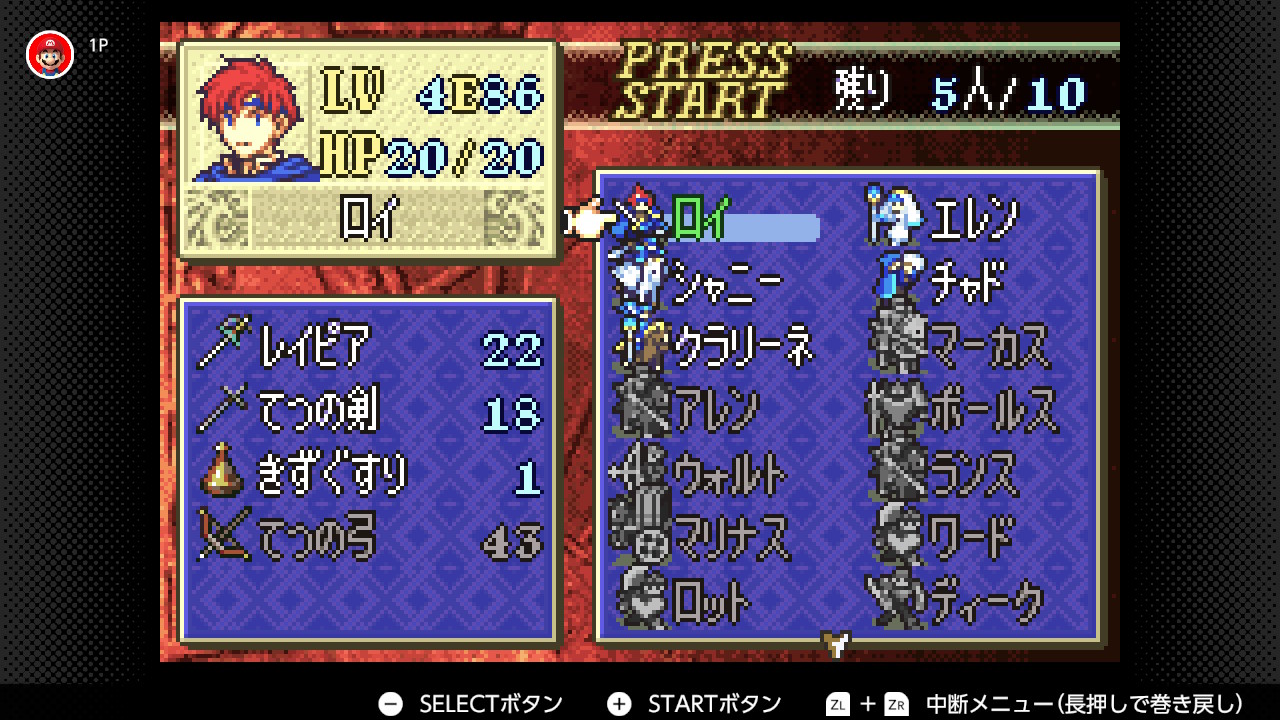 1P
LV 4E86
HP 20/20
ロイ
PRESS START
残り 5人/10
レイピア 22
てつの剣 18
きずぐすり 1
てつの弓 43
ロイ エレン
シャニー チャド
クラリーネ マーカス
アレン ボールス
ウォルト ランス
マリナス ワード
ロット ディーク
SELECTボタン STARTボタン ZL + ZR 中断メニュー(長押しで巻き戻し)